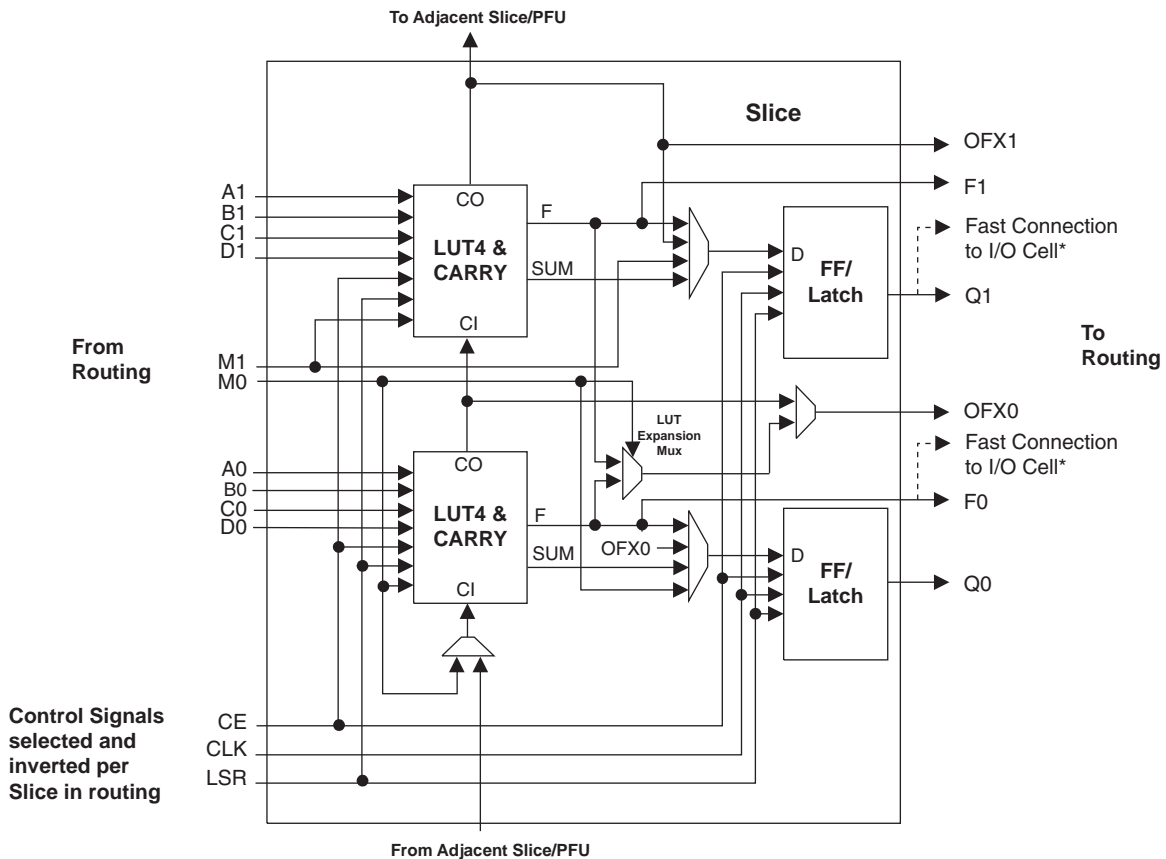 To Adjacent Slice/PFU
Slice
OFX1
F1
Fast Connection
to I/O Cell*
Q1
A1
B1
C1
D1
CO
LUT4 &
CARRY
CI
F
SUM
D
FF/
Latch
From
Routing
M1
M0
To
Routing
LUT
Expansion
Mux
OFX0
Fast Connection
to I/O Cell*
F0
A0
B0
C0
D0
CO
LUT4 &
CARRY
CI
F
SUM
OFX0
D
FF/
Latch
Q0
Control Signals
selected and
inverted per
Slice in routing
CE
CLK
LSR
From Adjacent Slice/PFU